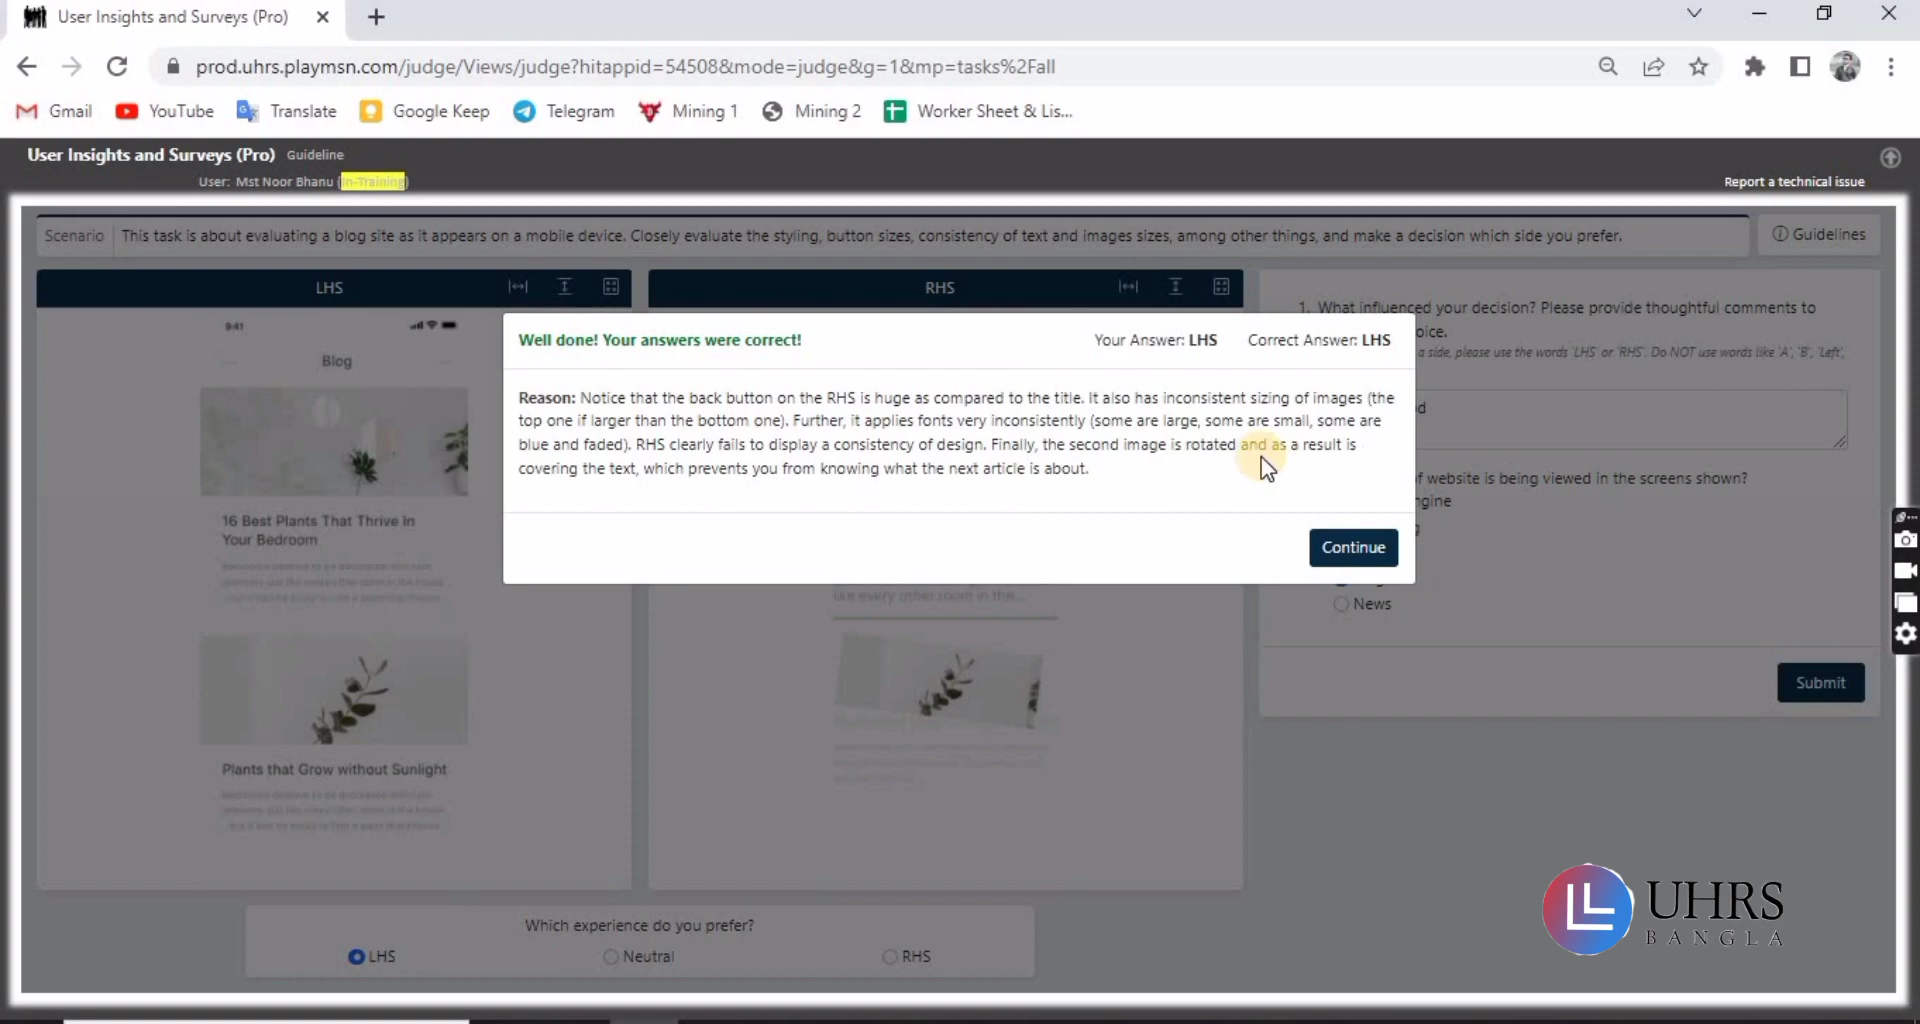 User Insights and Surveys (Pro)
prod.uhrs.playmsn.com/judge/Views/judge?hitappid=54508&mode=judge&g=1&mp=tasks%2Fall
Gmail YouTube Translate Google Keep Telegram Mining 1 Mining 2 Worker Sheet & Lis...
User Insights and Surveys (Pro) Guideline
User: Mst Noor Bhanu (In-Training)
Report a technical issue
Scenario This task is about evaluating a blog site as it appears on a mobile device. Closely evaluate the styling, button sizes, consistency of text and images sizes, among other things, and make a decision which side you prefer.
Guidelines
LHS
RHS
9:41
Blog
16 Best Plants That Thrive In
Your Bedroom
Plants that Grow without Sunlight
like every other room in the...
1. What influenced your decision? Please provide thoughtful comments to
oice.
a side, please use the words 'LHS' or 'RHS'. Do NOT use words like 'A', 'B', 'Left',
d
of website is being viewed in the screens shown?
ngine
g
News
Submit
Well done! Your answers were correct!
Your Answer: LHS Correct Answer: LHS
Reason: Notice that the back button on the RHS is huge as compared to the title. It also has inconsistent sizing of images (the
top one if larger than the bottom one). Further, it applies fonts very inconsistently (some are large, some are small, some are
blue and faded). RHS clearly fails to display a consistency of design. Finally, the second image is rotated and as a result is
covering the text, which prevents you from knowing what the next article is about.
Continue
Which experience do you prefer?
LHS Neutral RHS
UHRS
BANGLA